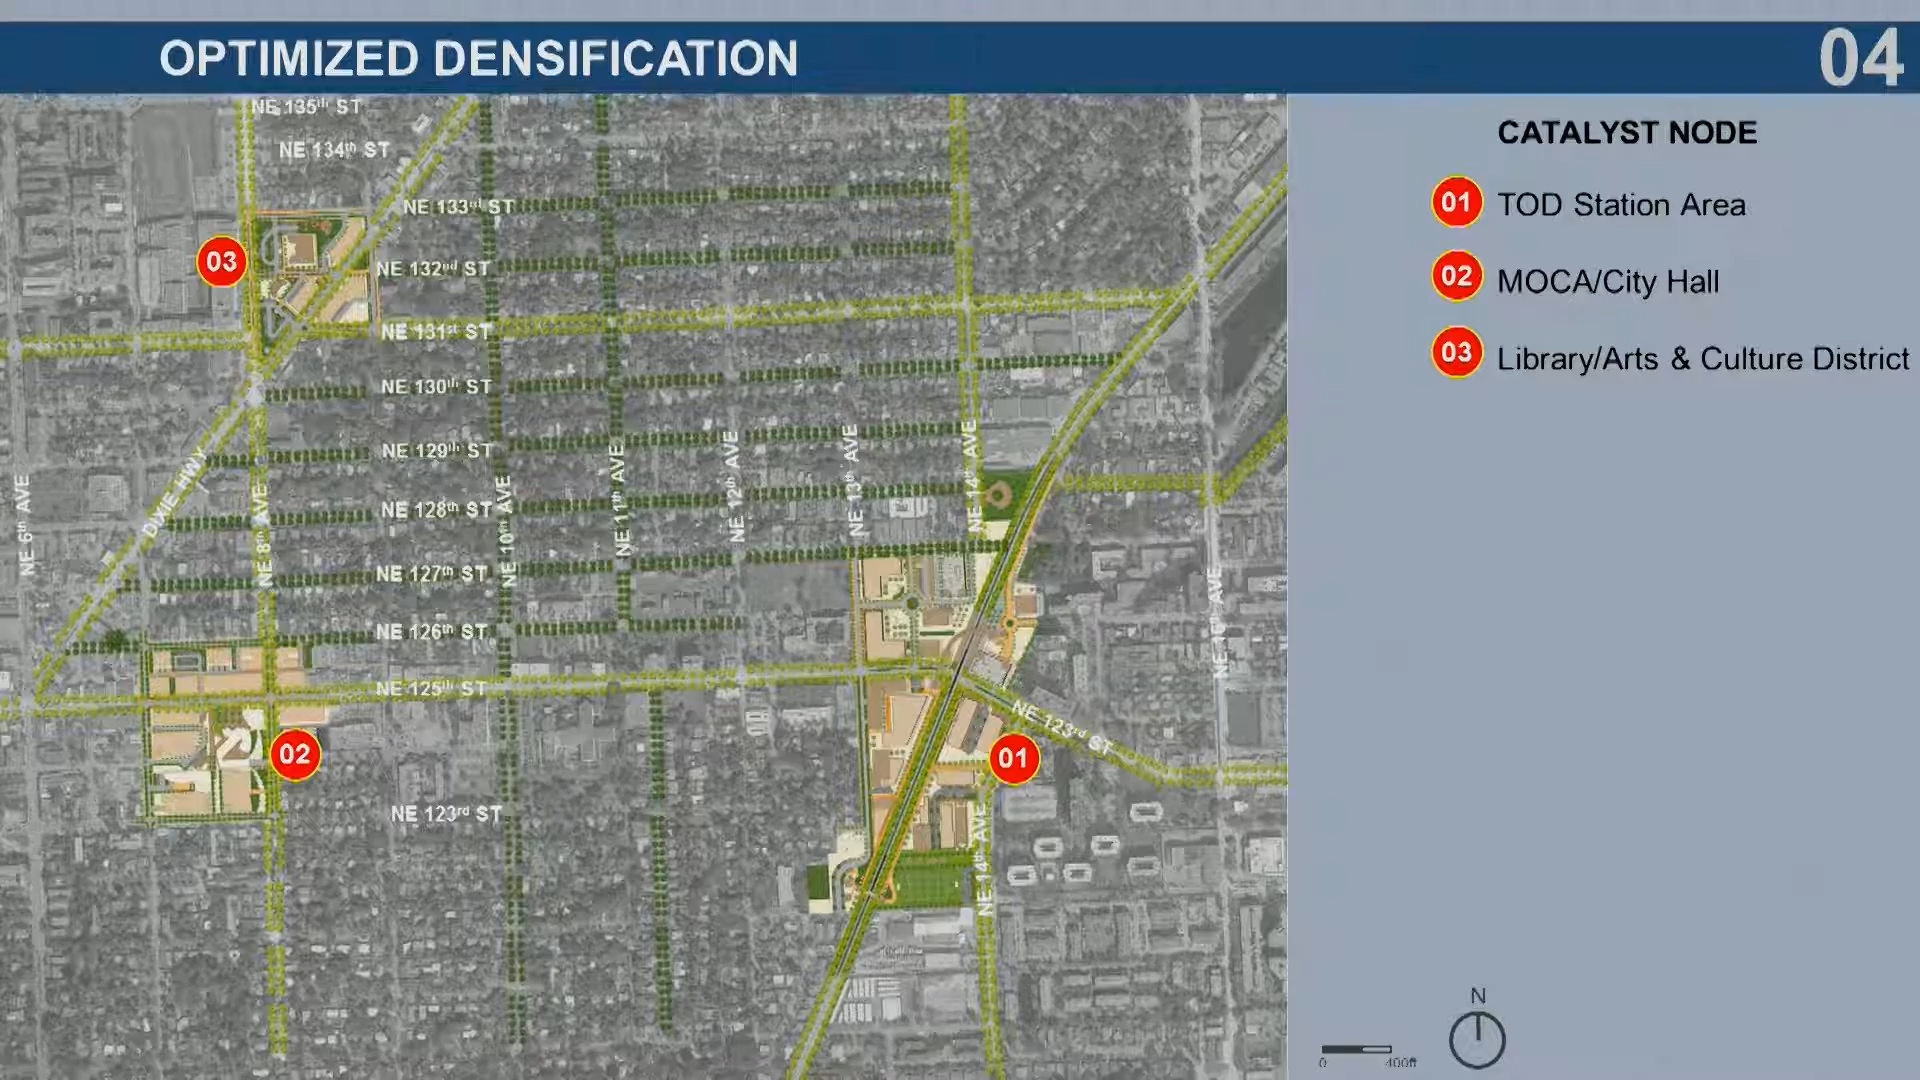 OPTIMIZED DENSIFICATION
04
CATALYST NODE
01 TOD Station Area
02 MOCA/City Hall
03 Library/Arts & Culture District
NE 135th ST
NE 134th ST
NE 133rd ST
03
NE 132nd ST
NE 131st ST
NE 130th ST
NE 129th ST
NE 128th ST
NE 127th ST
NE 126th ST
NE 125th ST
NE 123rd ST
NE 6th AVE
DIXIE HWY
NE 8th AVE
NE 10th AVE
NE 11th AVE
NE 12th AVE
NE 13th AVE
NE 14th AVE
NE 16th AVE
NE 123rd ST
02
01
NE 14th AVE
N
0 400ft